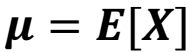 μ = E[X]